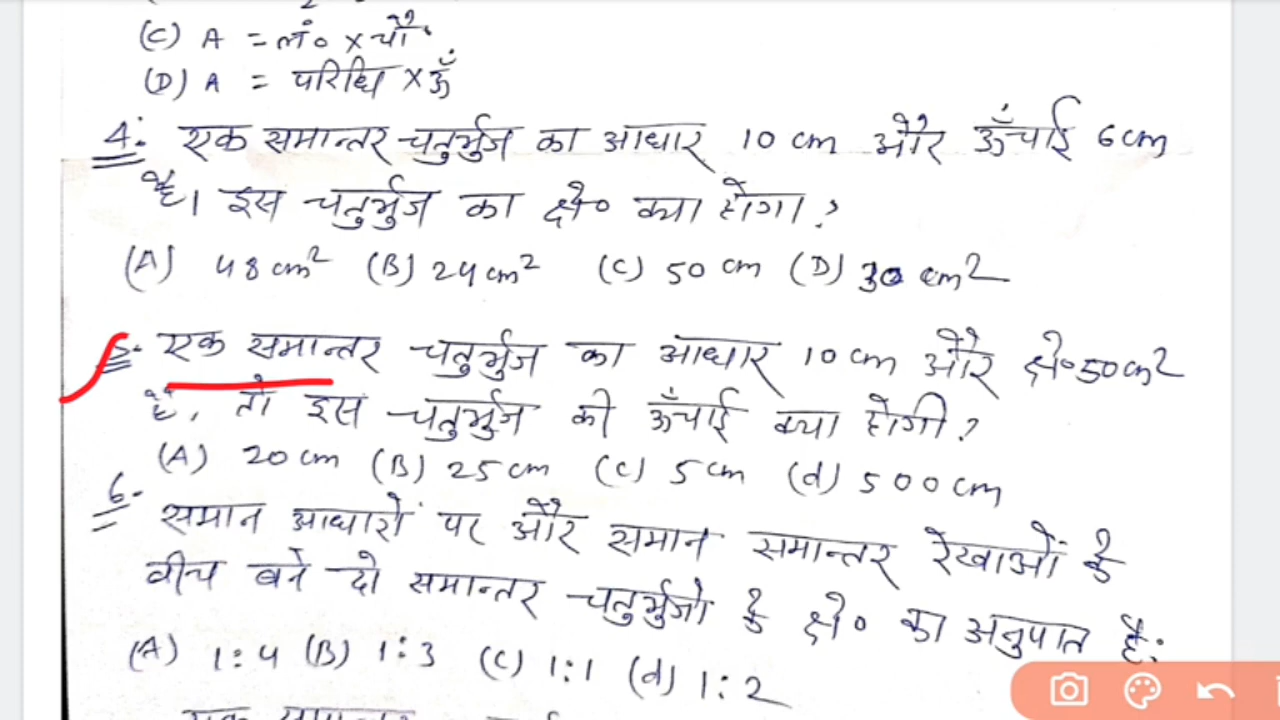 (C) A = लं० × चौ०
(D) A = परिधि × ऊँ
4:- एक समान्तर चतुर्भुज का आधार 10 cm और ऊँचाई 6 cm
है। इस चतुर्भुज का क्षे० क्या होगा?
(A) 48 cm² (B) 24 cm² (C) 50 cm (D) 30 cm²
5:- एक समान्तर चतुर्भुज का आधार 10 cm और क्षे० 50 cm²
है, तो इस चतुर्भुज की ऊँचाई क्या होगी?
(A) 20 cm (B) 25 cm (C) 5 cm (d) 500 cm
6- समान आधारों पर और समान समान्तर रेखाओं के
बीच बने दो समान्तर चतुर्भुजो के क्षे० का अनुपात है:
(A) 1:4 (B) 1:3 (C) 1:1 (d) 1:2
एक समान्तर